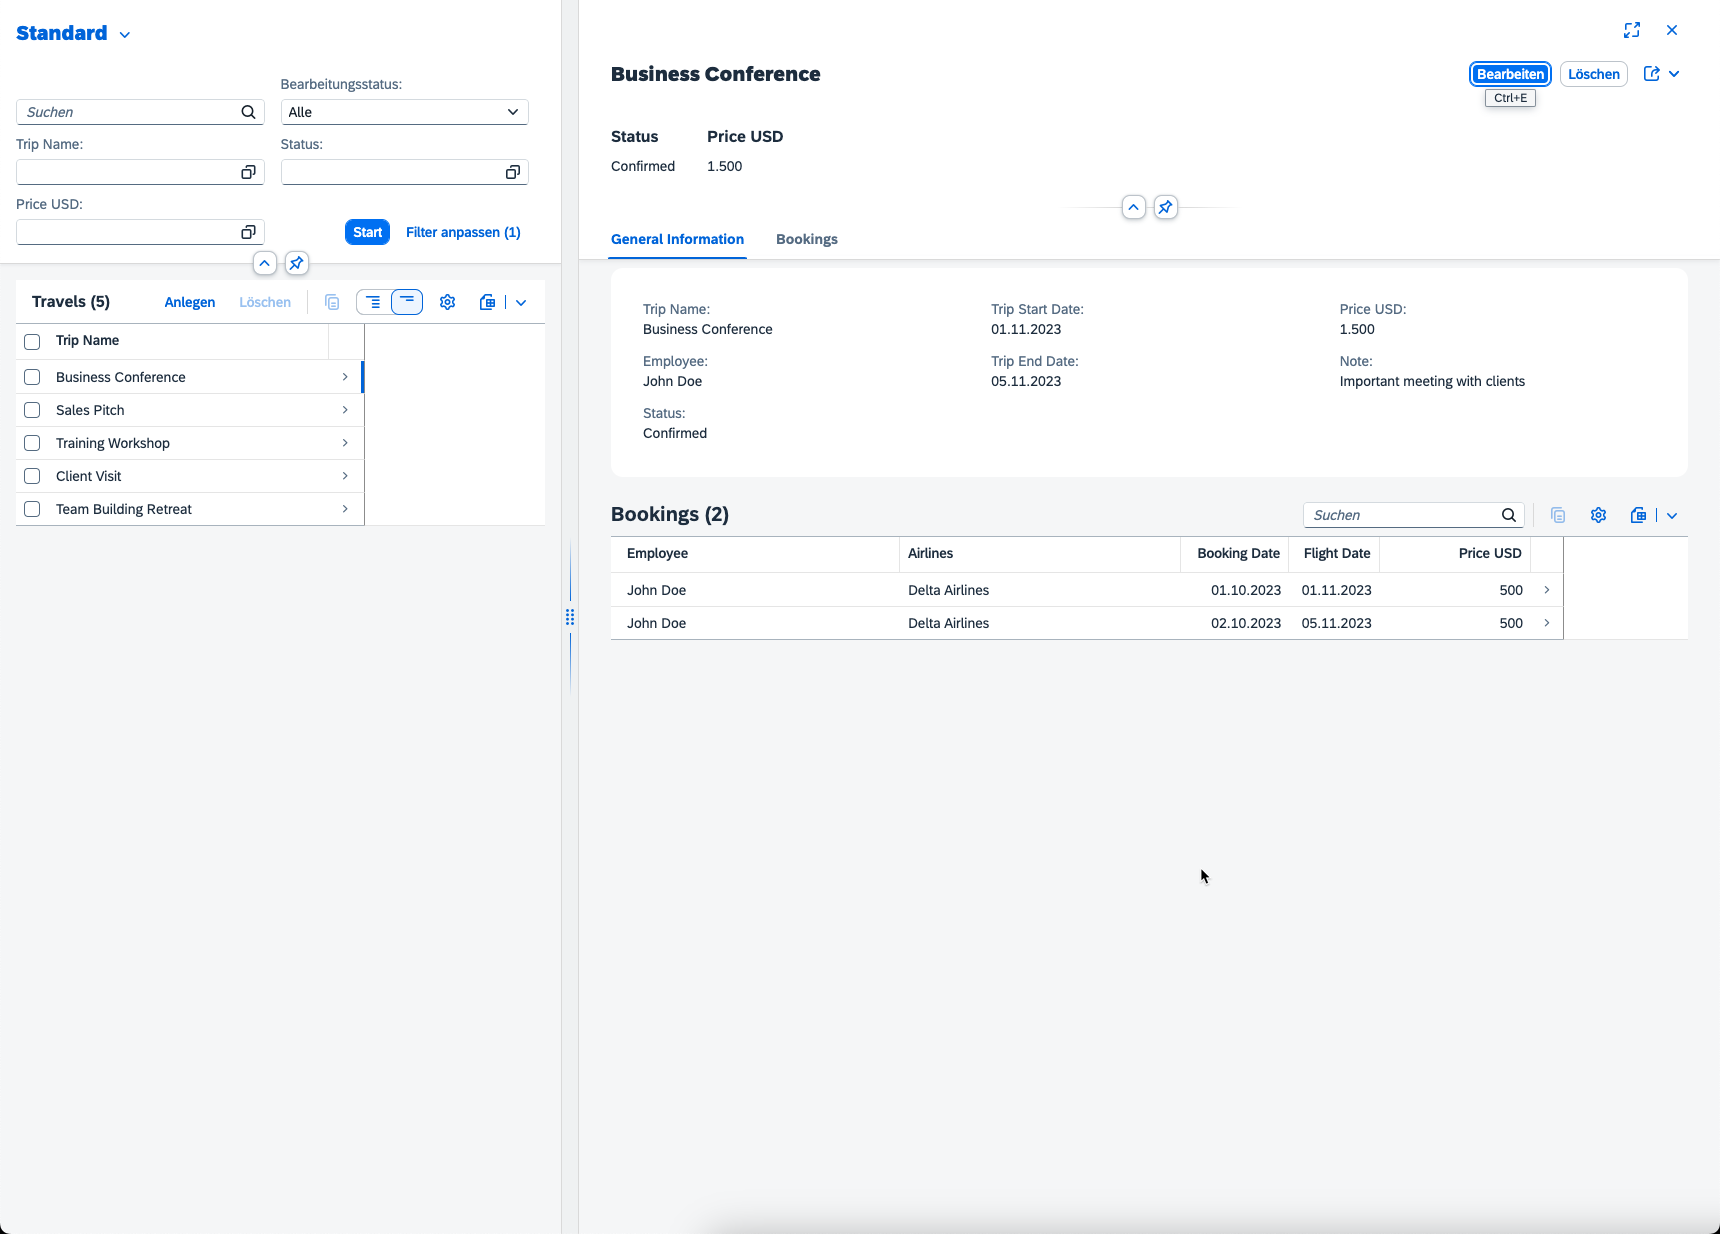 Standard
Bearbeitungsstatus:
Suchen
Alle
Trip Name:
Status:
Price USD:
Start
Filter anpassen (1)
Travels (5)
Anlegen
Löschen
Trip Name
Business Conference
Sales Pitch
Training Workshop
Client Visit
Team Building Retreat
Business Conference
Bearbeiten
Löschen
Ctrl+E
Status
Price USD
Confirmed
1.500
General Information
Bookings
Trip Name:
Business Conference
Employee:
John Doe
Status:
Confirmed
Trip Start Date:
01.11.2023
Trip End Date:
05.11.2023
Price USD:
1.500
Note:
Important meeting with clients
Bookings (2)
Suchen
Employee Airlines Booking Date Flight Date Price USD
John Doe Delta Airlines 01.10.2023 01.11.2023 500
John Doe Delta Airlines 02.10.2023 05.11.2023 500